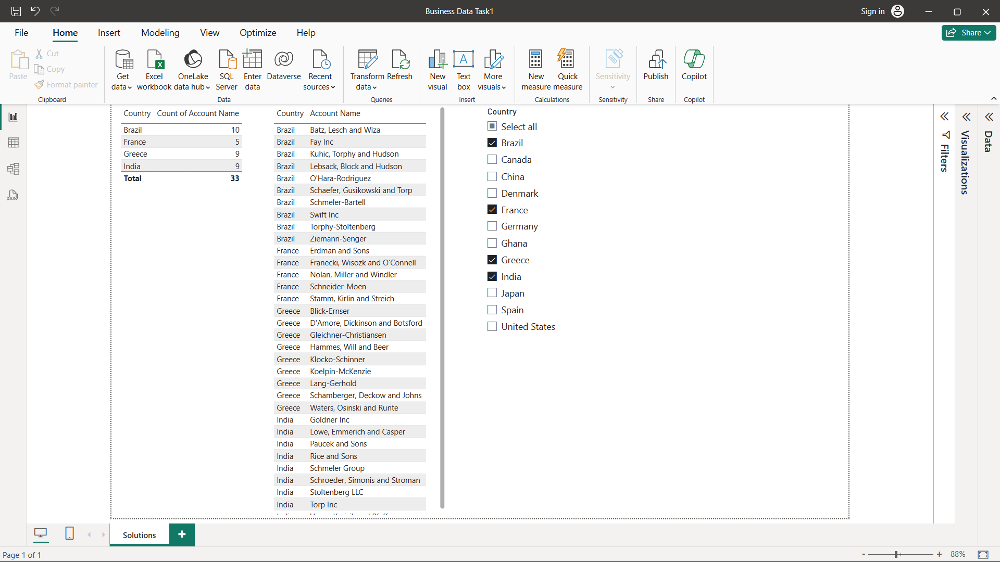 Business Data Task1
Sign in
File Home Insert Modeling View Optimize Help
Share
Paste
Cut
Copy
Format painter
Clipboard
Get data
Excel workbook
OneLake data hub
SQL Server
Enter data
Dataverse
Recent sources
Data
Transform data
Refresh
Queries
New visual
Text box
More visuals
Insert
New measure
Quick measure
Calculations
Sensitivity
Sensitivity
Publish
Share
Copilot
Copilot
Country Count of Account Name
Brazil 10
France 5
Greece 9
India 9
Total 33
Country Account Name
Brazil Batz, Lesch and Wiza
Brazil Fay Inc
Brazil Kuhic, Torphy and Hudson
Brazil Lebsack, Block and Hudson
Brazil O'Hara-Rodriguez
Brazil Schaefer, Gusikowski and Torp
Brazil Schmeler-Bartell
Brazil Swift Inc
Brazil Torphy-Stoltenberg
Brazil Ziemann-Senger
France Erdman and Sons
France Franecki, Wisozk and O'Connell
France Nolan, Miller and Windler
France Schneider-Moen
France Stamm, Kirlin and Streich
Greece Blick-Ernser
Greece D'Amore, Dickinson and Botsford
Greece Gleichner-Christiansen
Greece Hammes, Will and Beer
Greece Klocko-Schinner
Greece Koelpin-McKenzie
Greece Lang-Gerhold
Greece Schamberger, Deckow and Johns
Greece Waters, Osinski and Runte
India Goldner Inc
India Lowe, Emmerich and Casper
India Paucek and Sons
India Rice and Sons
India Schmeler Group
India Schroeder, Simonis and Stroman
India Stoltenberg LLC
India Torp Inc
Country
Select all
Brazil
Canada
China
Denmark
France
Germany
Ghana
Greece
India
Japan
Spain
United States
Filters
Visualizations
Data
DAX
Solutions
Page 1 of 1
88%